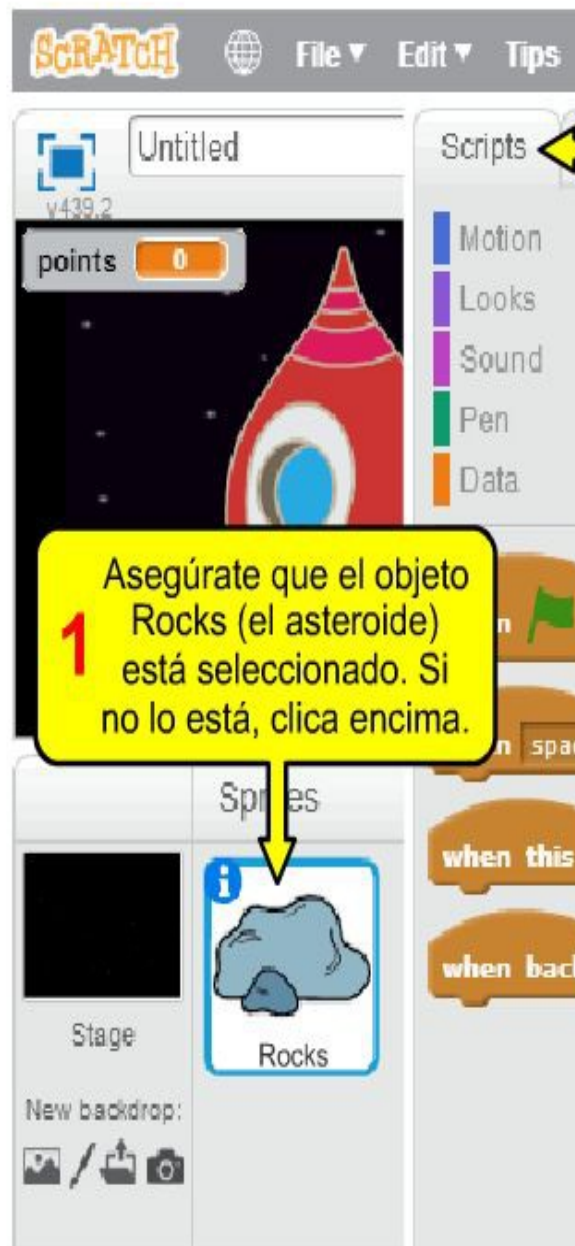 SCRATCH File Edit Tips
Untitled
Scripts
v439.2
points 0
Motion
Looks
Sound
Pen
Data
1
Asegúrate que el objeto
Rocks (el asteroide)
está seleccionado. Si
no lo está, clica encima.
when this
when back
Stage
Rocks
New backdrop: